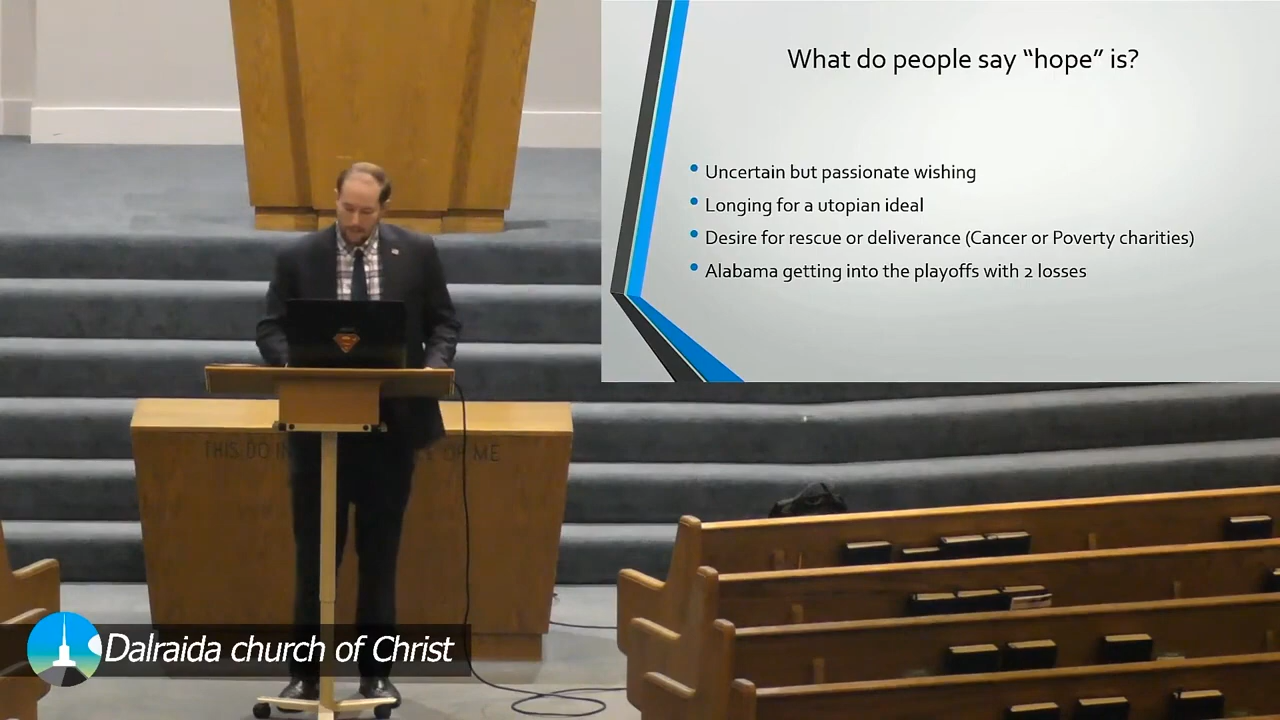 What do people say “hope” is?
• Uncertain but passionate wishing
• Longing for a utopian ideal
• Desire for rescue or deliverance (Cancer or Poverty charities)
• Alabama getting into the playoffs with 2 losses
THIS DO IN OF ME
Dalraida church of Christ